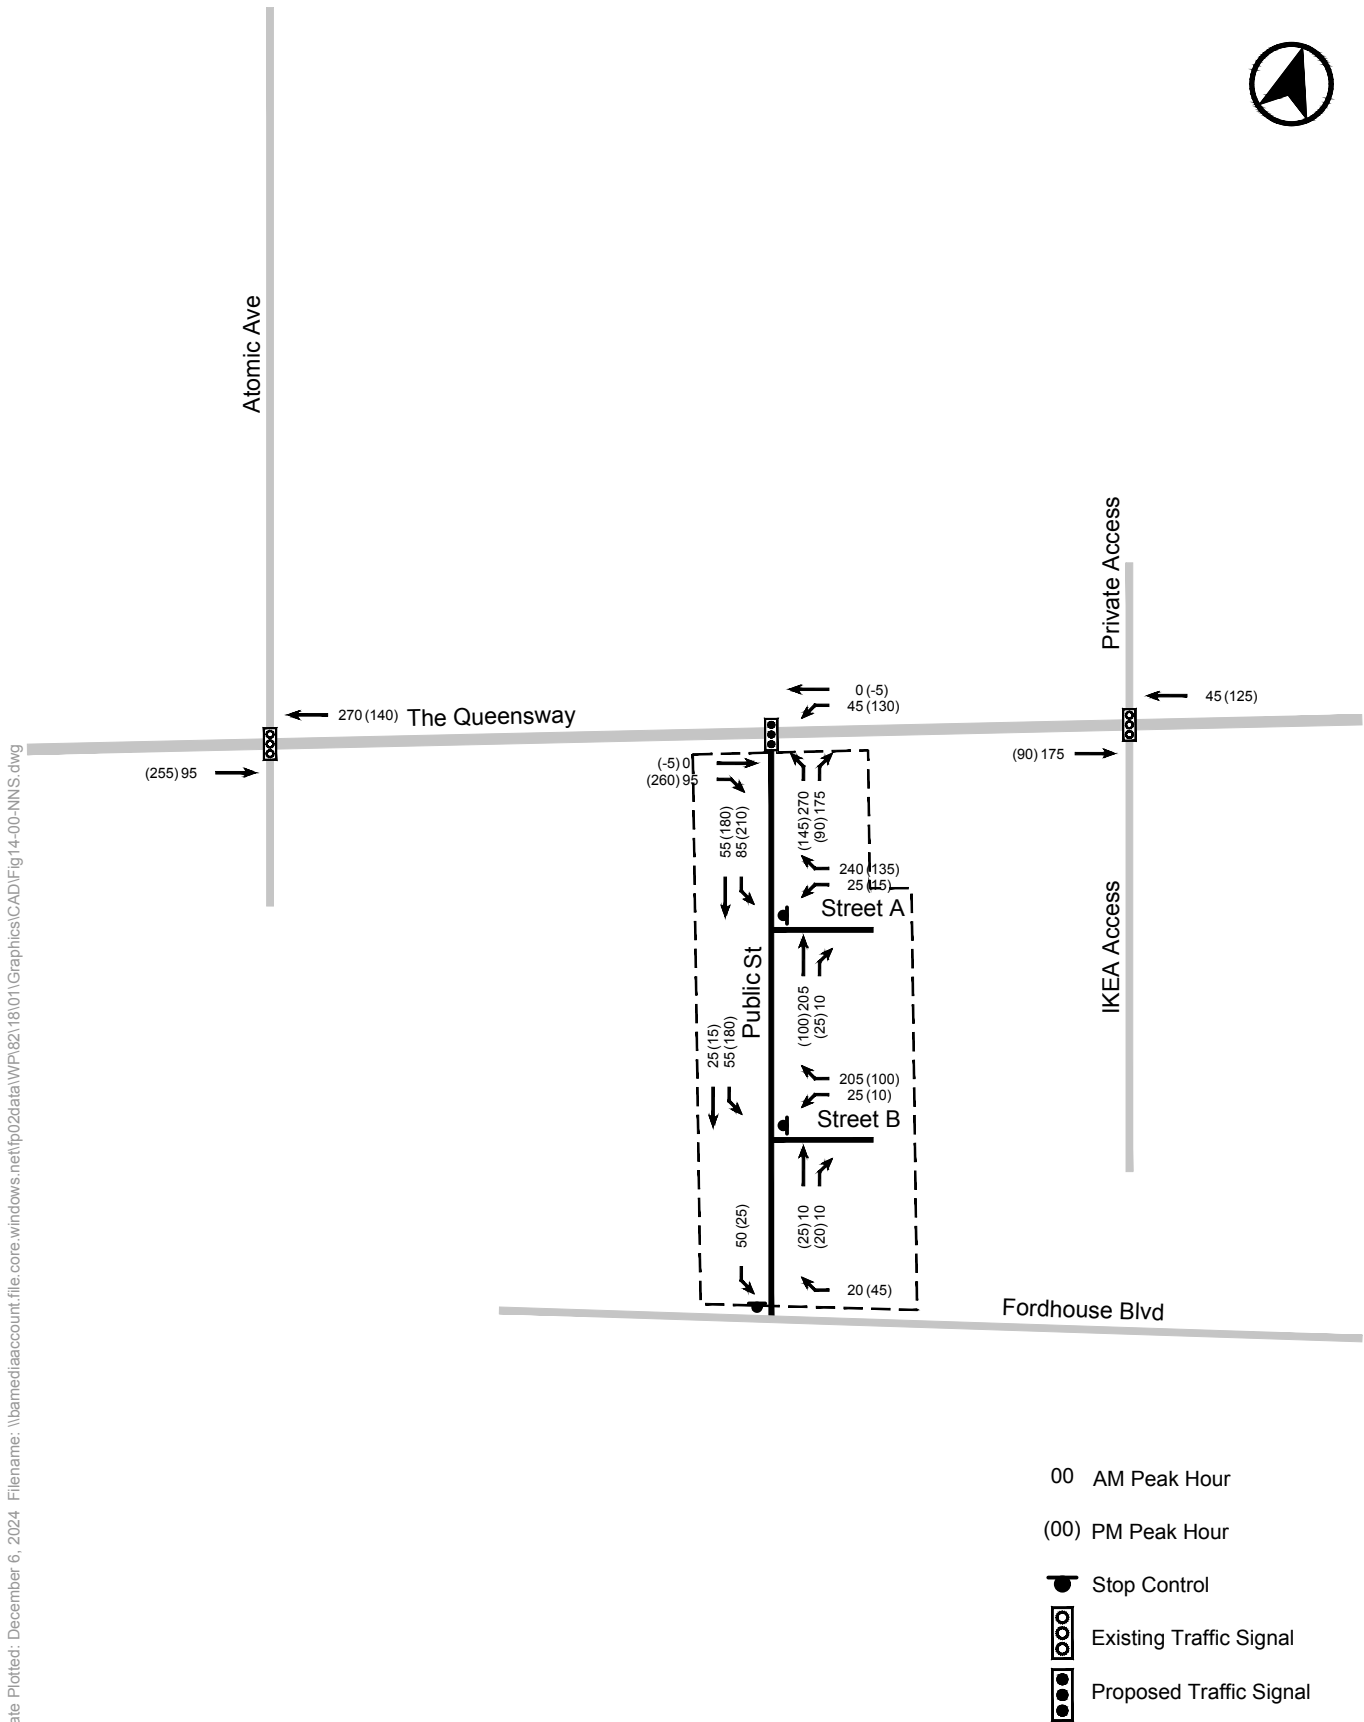 Atomic Ave
Private Access
0 (-5)
45 (130)
45 (125)
270 (140)
The Queensway
(255) 95
(-5) 0
(260) 95
(90) 175
55 (180)
85 (210)
(145) 270
(90) 175
240 (135)
25 (15)
Street A
Public St
IKEA Access
(100) 205
(25) 10
25 (15)
55 (180)
205 (100)
25 (10)
Street B
50 (25)
(25) 10
(20) 10
20 (45)
Fordhouse Blvd
00 AM Peak Hour
(00) PM Peak Hour
Stop Control
Existing Traffic Signal
Proposed Traffic Signal
ate Plotted: December 6, 2024 Filename: \\bamediaaccount.file.core.windows.net\fp02data\WP\82\18\01\Graphics\CAD\Fig14-00-NNS.dwg